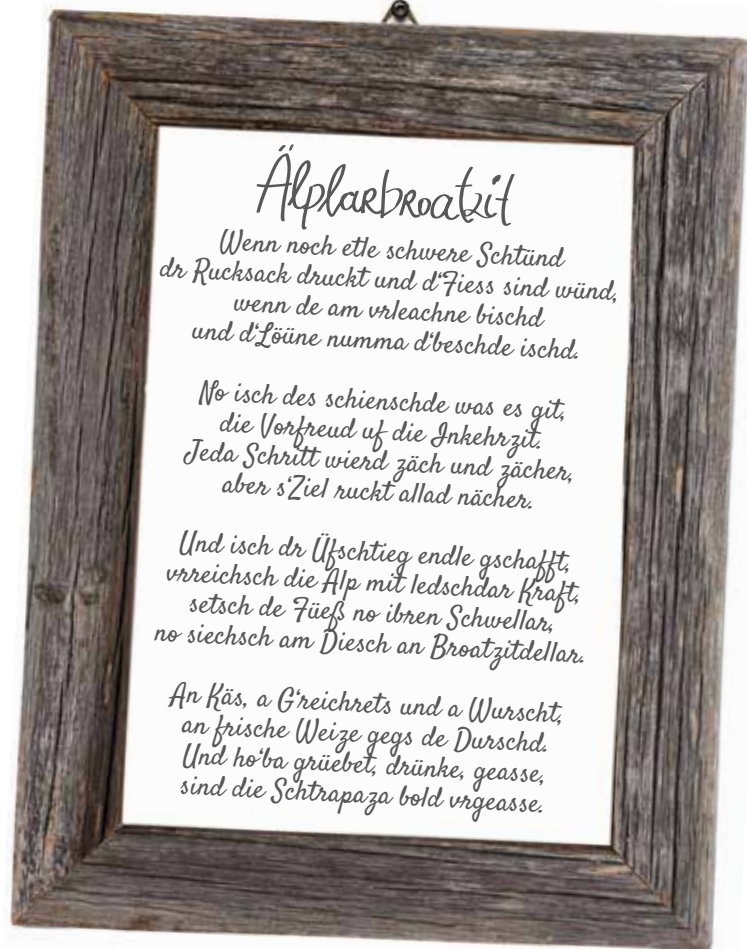 Älplarbroatzit
Wenn noch etle schwere Schtünd
dr Rucksack druckt und d'Fiess sind wünd,
wenn de am vrleachne bischd
und d'Löüne numma d'beschde ischd.
No isch des schienschde was es git,
die Vorfreud uf die Inkehrzit.
Jeda Schritt wierd zäch und zächer,
aber s'Ziel ruckt allad nächer.
Und isch dr Üfschtieg endle gschafft,
vrreichsch die Alp mit ledschdar Kraft,
setsch de Füeß no ibren Schwellar,
no siechsch am Diesch an Broatzitdellar.
An Käs, a G'reichrets und a Wurscht,
an frische Weize gegs de Durschd.
Und ho'ba grüebet, drünke, geasse,
sind die Schtrapaza bold vrgeasse.